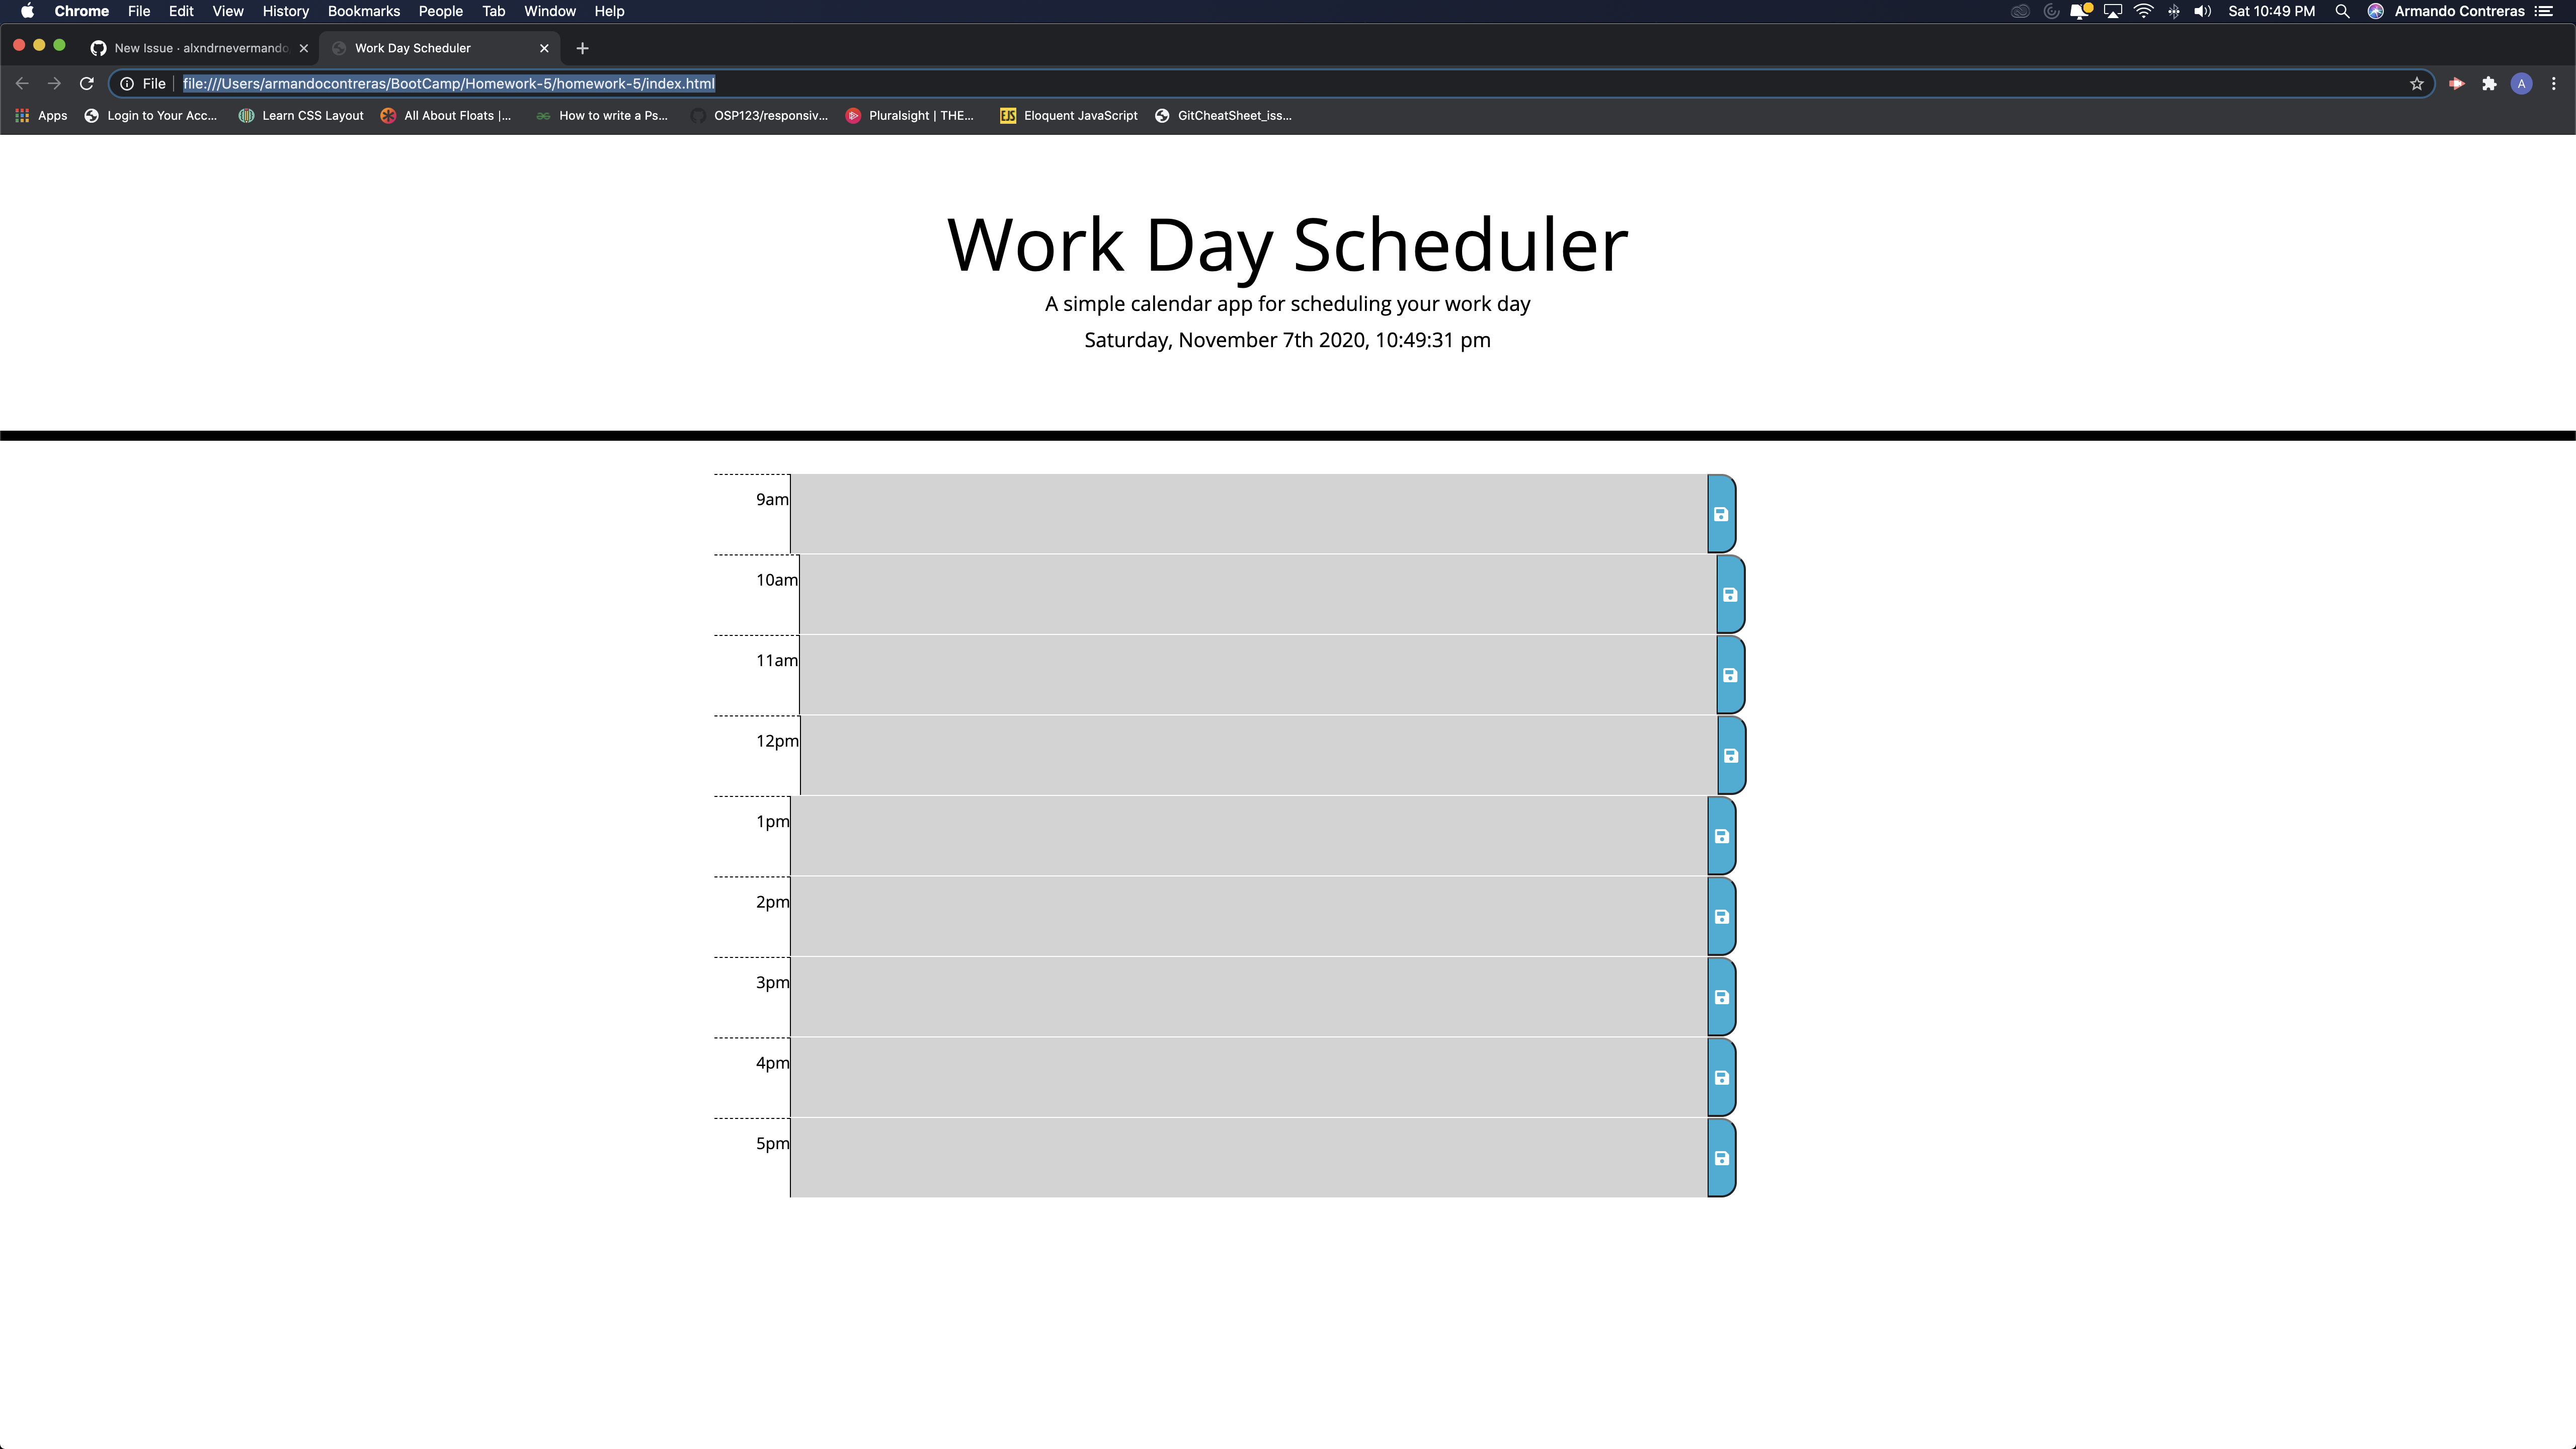 Chrome File Edit View History Bookmarks People Tab Window Help Sat 10:49 PM Armando Contreras
New Issue · alxndrnevermando Work Day Scheduler
File file:///Users/armandocontreras/BootCamp/Homework-5/homework-5/index.html A
Apps Login to Your Acc... Learn CSS Layout All About Floats |... How to write a Ps... OSP123/responsiv... Pluralsight | THE... EJS Eloquent JavaScript GitCheatSheet_iss...
Work Day Scheduler
A simple calendar app for scheduling your work day
Saturday, November 7th 2020, 10:49:31 pm
9am
10am
11am
12pm
1pm
2pm
3pm
4pm
5pm